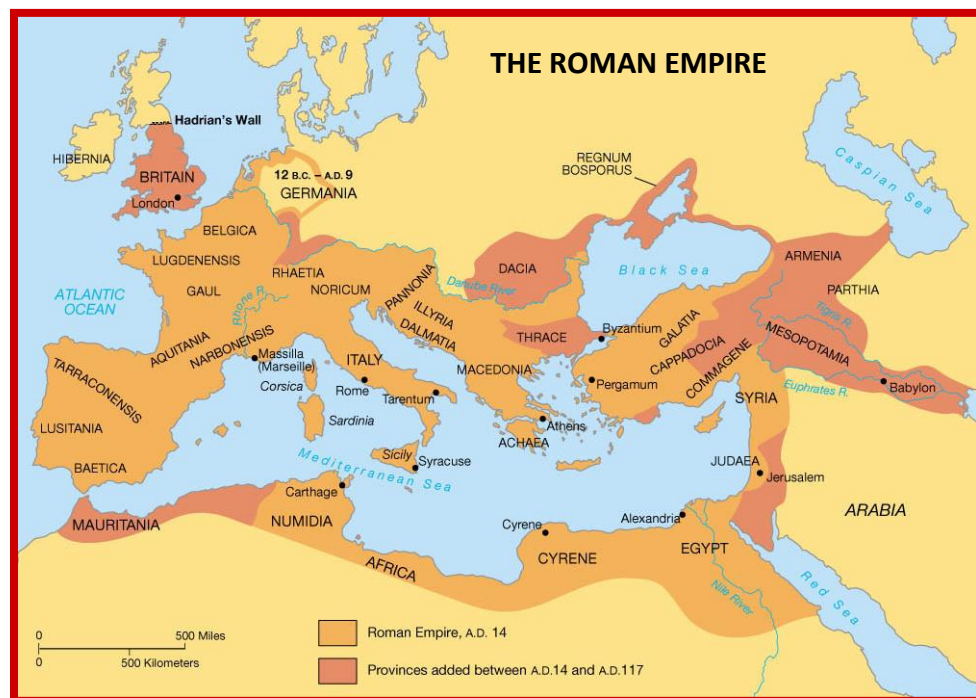 THE ROMAN EMPIRE
Hadrian's Wall
HIBERNIA
BRITAIN
London
12 B.C. – A.D. 9
GERMANIA
REGNUM
BOSPORUS
Caspian Sea
BELGICA
LUGDENENSIS
GAUL
RHAETIA
NORICUM
PANNONIA
ILLYRIA
DALMATIA
DACIA
Danube River
Black Sea
ARMENIA
PARTHIA
Tigris R.
MESOPOTAMIA
Euphrates R.
Babylon
ATLANTIC
OCEAN
Rhone R.
AQUITANIA
NARBONENSIS
Massilla
(Marseille)
Corsica
ITALY
Rome
Tarentum
Sardinia
THRACE
Byzantium
MACEDONIA
Pergamum
GALATIA
CAPPADOCIA
COMMAGENE
SYRIA
TARRACONENSIS
LUSITANIA
BAETICA
Athens
ACHAEA
Sicily
Syracuse
Mediterranean Sea
JUDAEA
Jerusalem
Carthage
MAURITANIA
NUMIDIA
AFRICA
Cyrene
CYRENE
Alexandria
EGYPT
Nile River
ARABIA
Red Sea
0
500 Miles
0
500 Kilometers
Roman Empire, A.D. 14
Provinces added between A.D.14 and A.D.117